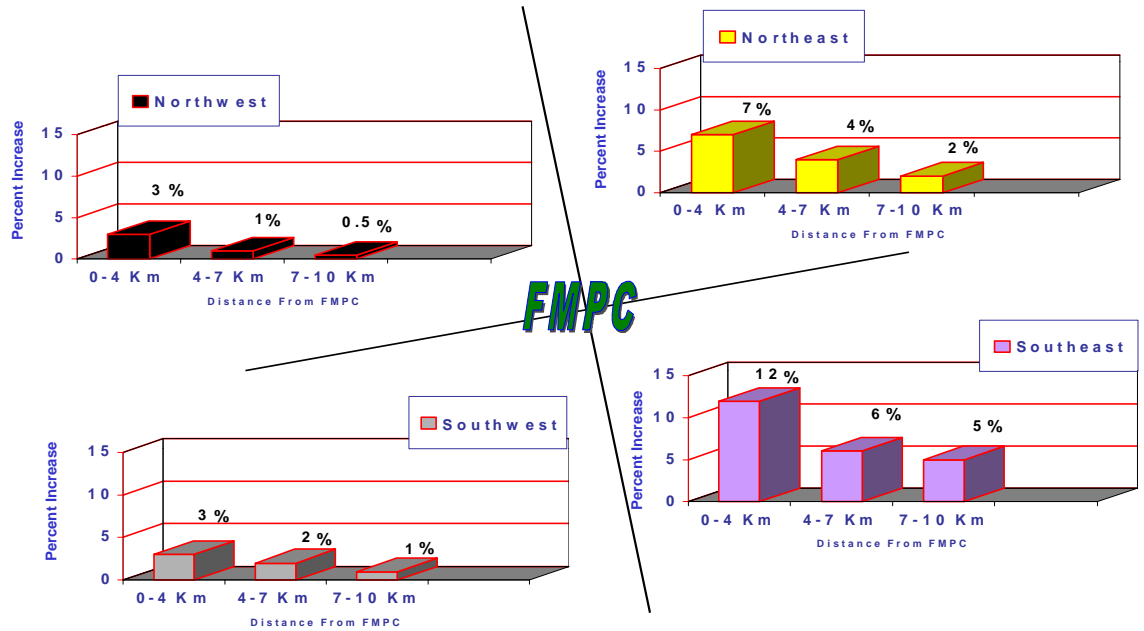 Northwest
Percent Increase
15
10
5
0
3 %
1%
0.5 %
0-4 Km 4-7 Km 7-10 Km
Distance From FMPC
Northeast
Percent Increase
15
10
5
0
7%
4%
2%
0-4 Km 4-7 Km 7-10 Km
Distance From FMPC
FMPC
Southwest
Percent Increase
15
10
5
0
3%
2%
1%
0-4 Km 4-7 Km 7-10 Km
Distance From FMPC
Southeast
Percent Increase
15
10
5
0
12%
6%
5%
0-4 Km 4-7 Km 7-10 Km
Distance From FMPC